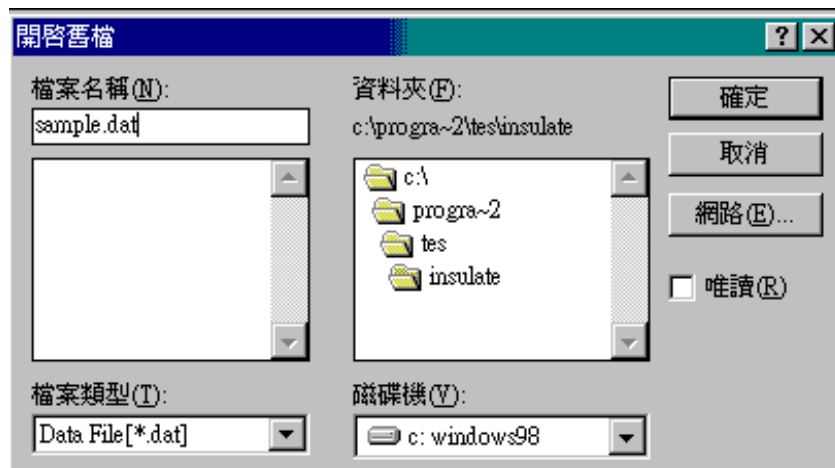 開啓舊檔
檔案名稱(N):
sample.dat
資料夾(F):
c:\progra~2\tes\insulate
c:\
progra~2
tes
insulate
確定
取消
網路(E)...
唯讀(R)
檔案類型(T):
Data File[*.dat]
磁碟機(V):
c: windows98